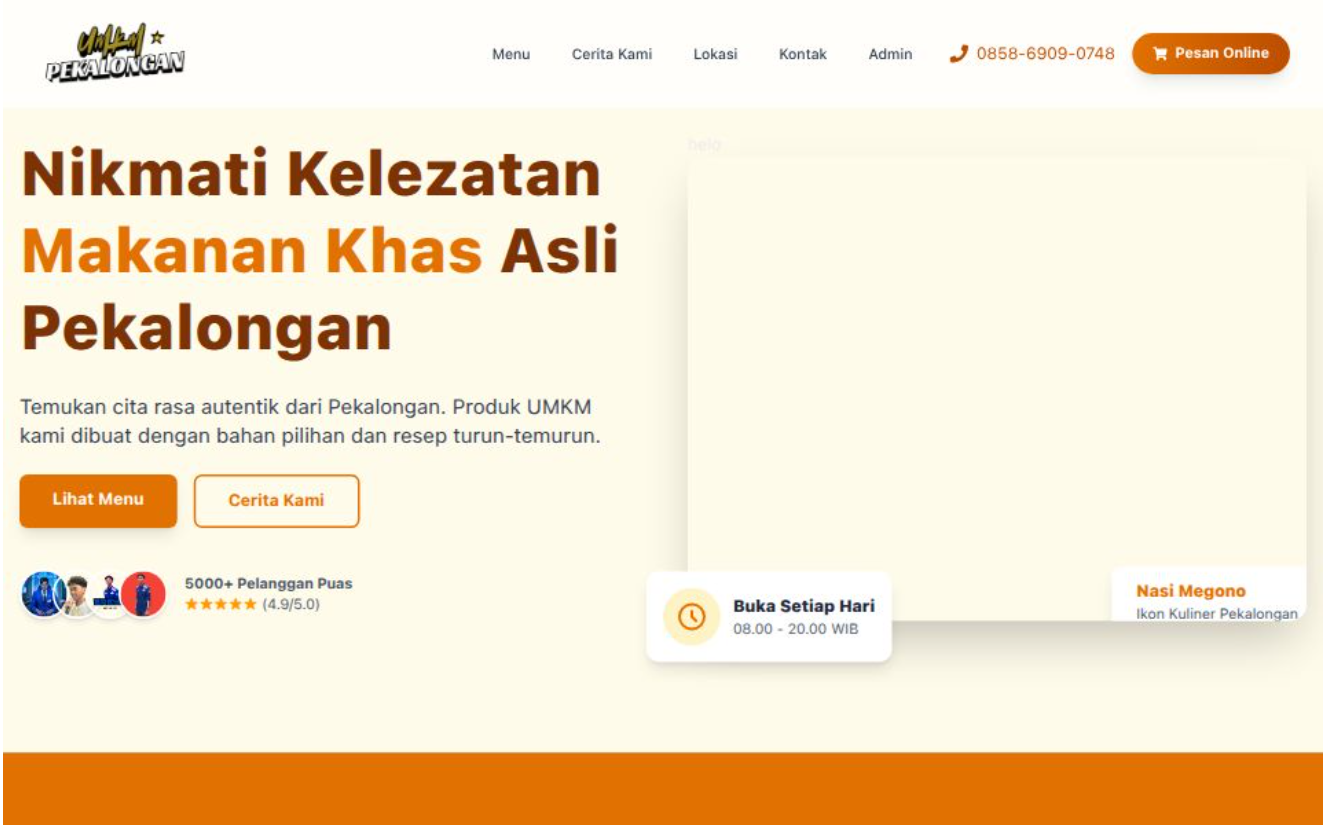 UMKM
PEKALONGAN
Menu
Cerita Kami
Lokasi
Kontak
Admin
0858-6909-0748
Pesan Online
helo
Nikmati Kelezatan
Makanan Khas Asli
Pekalongan
Temukan cita rasa autentik dari Pekalongan. Produk UMKM
kami dibuat dengan bahan pilihan dan resep turun-temurun.
Lihat Menu
Cerita Kami
5000+ Pelanggan Puas
★★★★★ (4.9/5.0)
Buka Setiap Hari
08.00 - 20.00 WIB
Nasi Megono
Ikon Kuliner Pekalongan